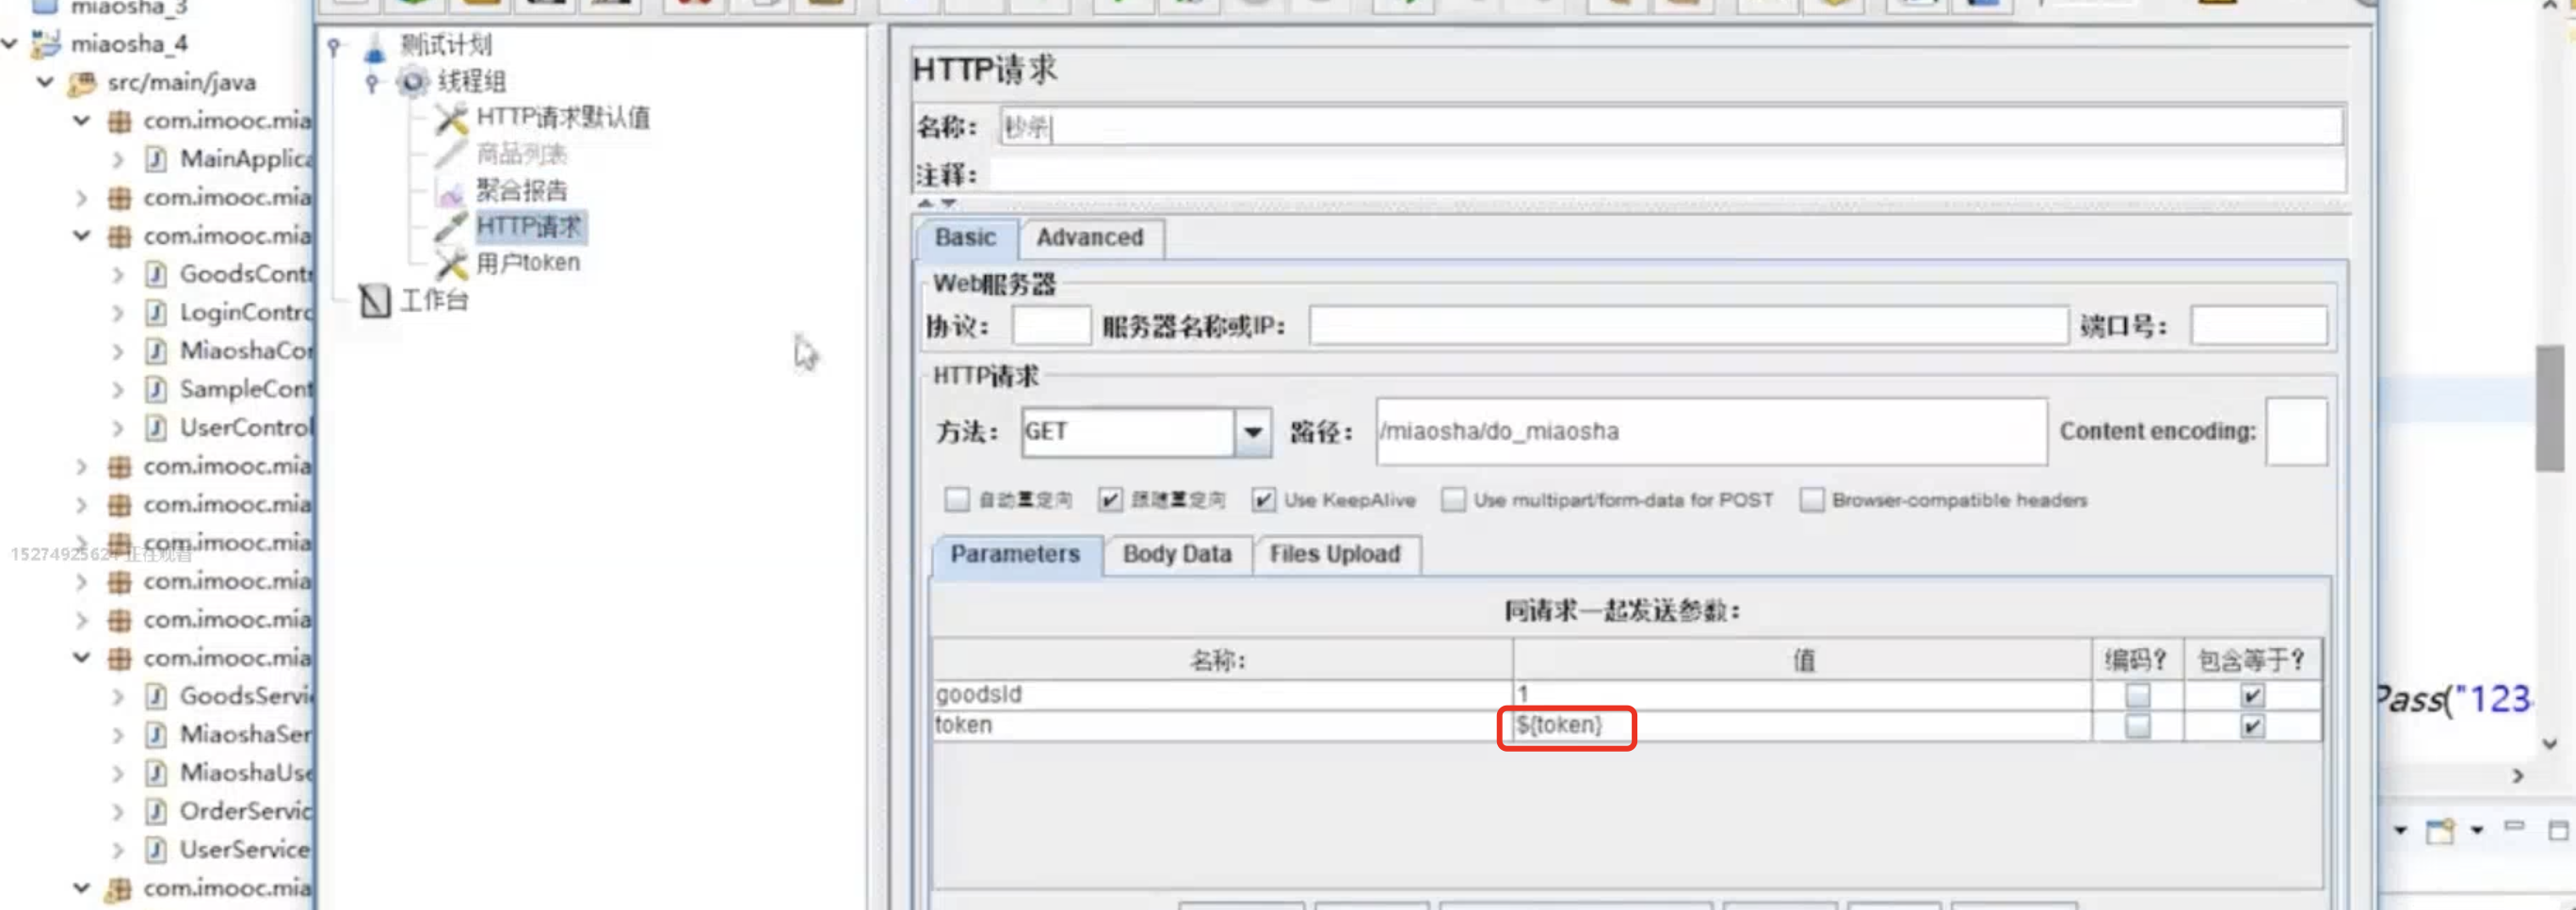 miaosha_3
miaosha_4
src/main/java
com.imooc.mia
MainApplica
com.imooc.mia
com.imooc.mia
GoodsContr
LoginContro
MiaoshaCor
SampleCont
UserControl
com.imooc.mia
com.imooc.mia
com.imooc.mia
正在观看
com.imooc.mia
com.imooc.mia
com.imooc.mia
GoodsServi
MiaoshaSer
MiaoshaUse
OrderServic
UserService
com.imooc.mia
测试计划
线程组
HTTP请求默认值
商品列表
聚合报告
HTTP请求
用户token
工作台
HTTP请求
名称： 秒杀
注释：
Basic Advanced
Web服务器
协议： 服务器名称或IP： 端口号：
HTTP请求
方法： GET 路径： /miaosha/do_miaosha Content encoding:
自动重定向 跟随重定向 Use KeepAlive Use multipart/form-data for POST Browser-compatible headers
Parameters Body Data Files Upload
同请求一起发送参数：
名称： 值 编码？ 包含等于？
goodsId 1
token ${token}
Pass("123